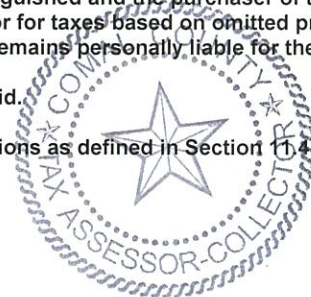 guished and the purchaser of
or for taxes based on omitted pr
emains personally liable for the
id.
ions as defined in Section 11.4
COMAL COUNTY
TAX ASSESSOR-COLLECTOR